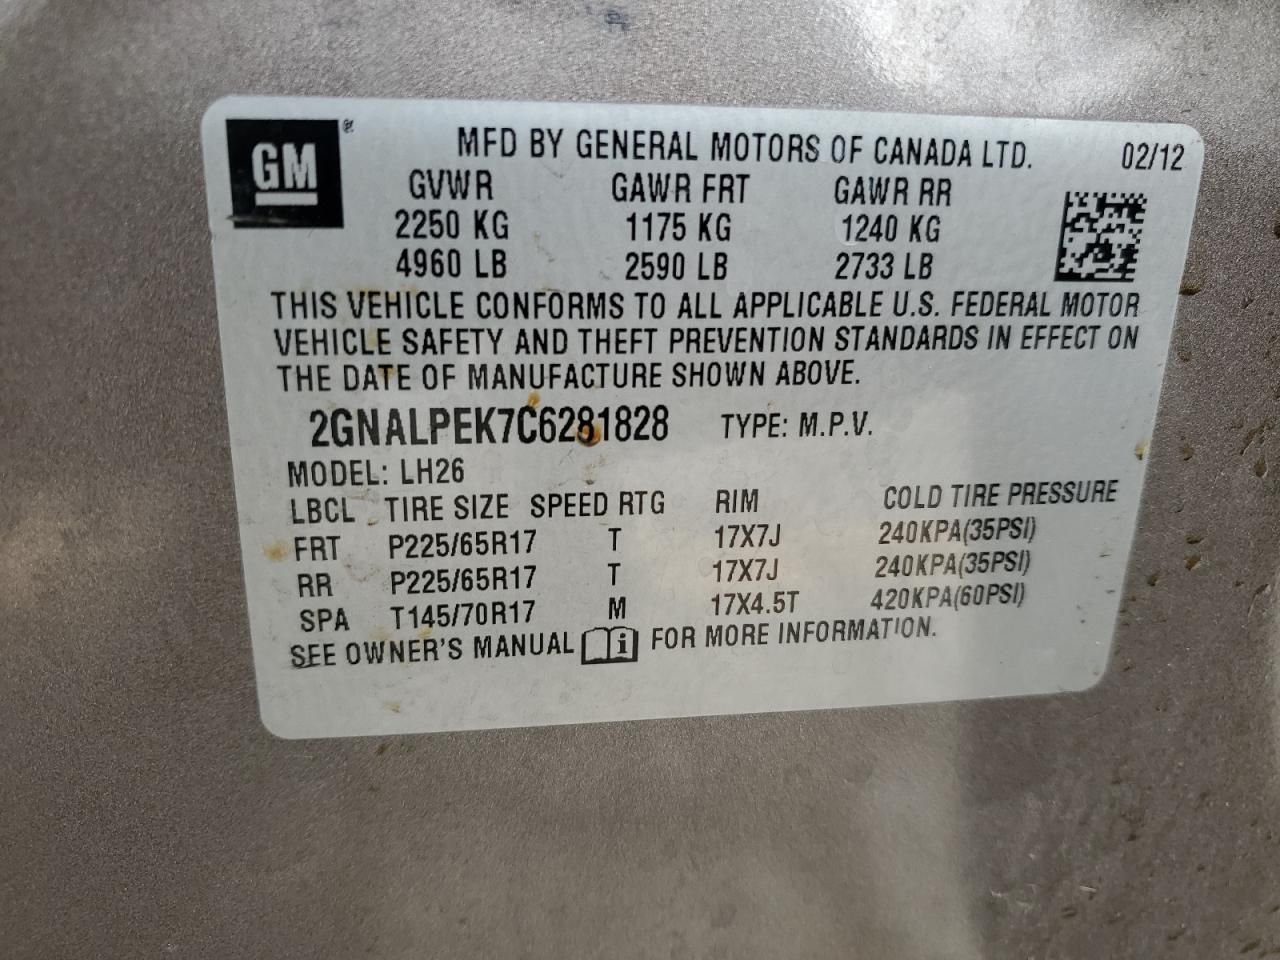 GM ®
MFD BY GENERAL MOTORS OF CANADA LTD. 02/12
GVWR GAWR FRT GAWR RR
2250 KG 1175 KG 1240 KG
4960 LB 2590 LB 2733 LB
THIS VEHICLE CONFORMS TO ALL APPLICABLE U.S. FEDERAL MOTOR
VEHICLE SAFETY AND THEFT PREVENTION STANDARDS IN EFFECT ON
THE DATE OF MANUFACTURE SHOWN ABOVE.
2GNALPEK7C6281828 TYPE: M.P.V.
MODEL: LH26
LBCL TIRE SIZE SPEED RTG RIM COLD TIRE PRESSURE
FRT P225/65R17 T 17X7J 240KPA(35PSI)
RR P225/65R17 T 17X7J 240KPA(35PSI)
SPA T145/70R17 M 17X4.5T 420KPA(60PSI)
SEE OWNER'S MANUAL i FOR MORE INFORMATION.